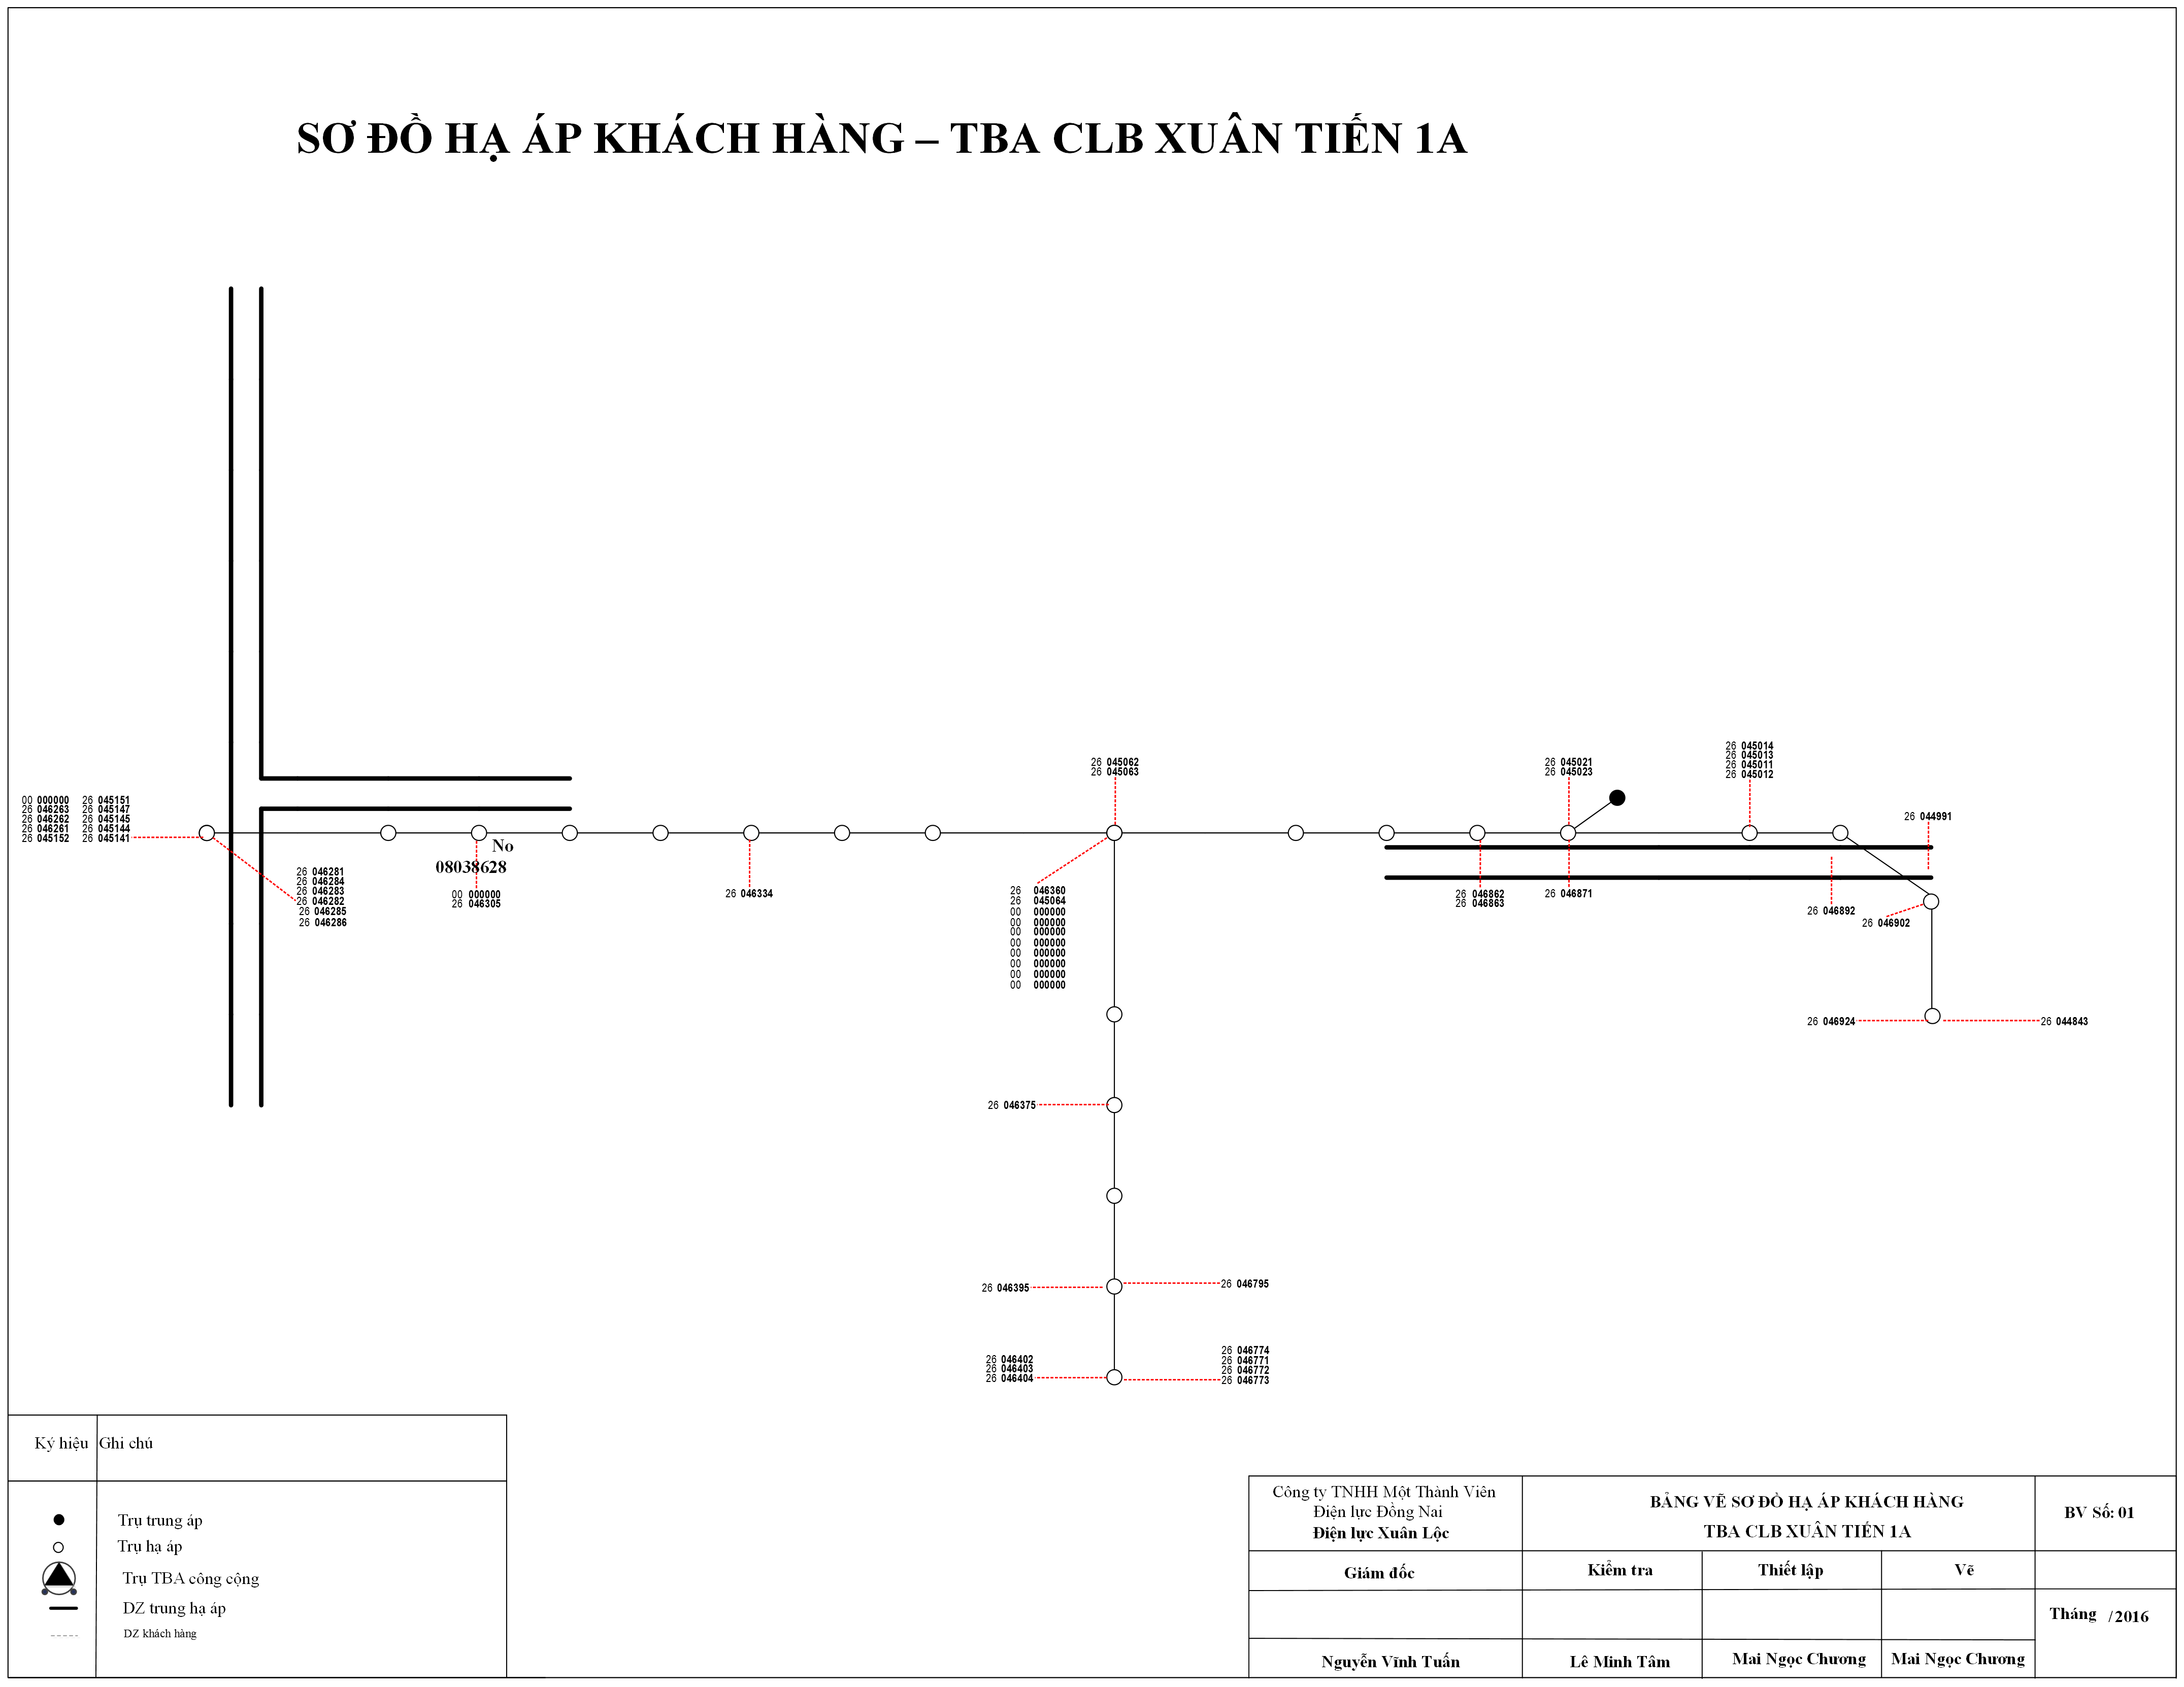 SƠ ĐỒ HẠ ÁP KHÁCH HÀNG – TBA CLB XUÂN TIẾN 1A
26 045062
26 045063
26 045021
26 045023
26 045014
26 045013
26 045011
26 045012
26 044991
00 000000 26 045151
26 046263 26 045147
26 046262 26 045145
26 046261 26 045144
26 045152 26 045141
No
08038628
26 046281
26 046284
26 046283
26 046282
26 046285
26 046286
00 000000
26 046305
26 046334
26 046360
26 045064
00 000000
00 000000
00 000000
00 000000
00 000000
00 000000
00 000000
00 000000
26 046862
26 046863
26 046871
26 046892
26 046902
26 046924
26 044843
26 046375
26 046395
26 046795
26 046402
26 046403
26 046404
26 046774
26 046771
26 046772
26 046773
Ký hiệu Ghi chú
Trụ trung áp
Trụ hạ áp
Trụ TBA công cộng
DZ trung hạ áp
DZ khách hàng
Công ty TNHH Một Thành Viên
Điện lực Đồng Nai
Điện lực Xuân Lộc
BẢNG VẼ SƠ ĐỒ HẠ ÁP KHÁCH HÀNG
TBA CLB XUÂN TIẾN 1A
BV Số: 01
Giám đốc
Kiểm tra
Thiết lập
Vẽ
Tháng /2016
Nguyễn Vĩnh Tuấn
Lê Minh Tâm
Mai Ngọc Chương
Mai Ngọc Chương